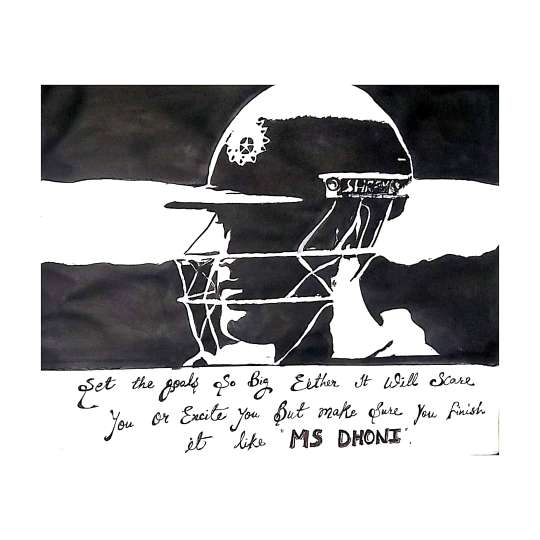 SHREYAS
Set the goals So Big Either It Will Scare
You Or Excite You But make Sure You Finish
it like "MS DHONI".